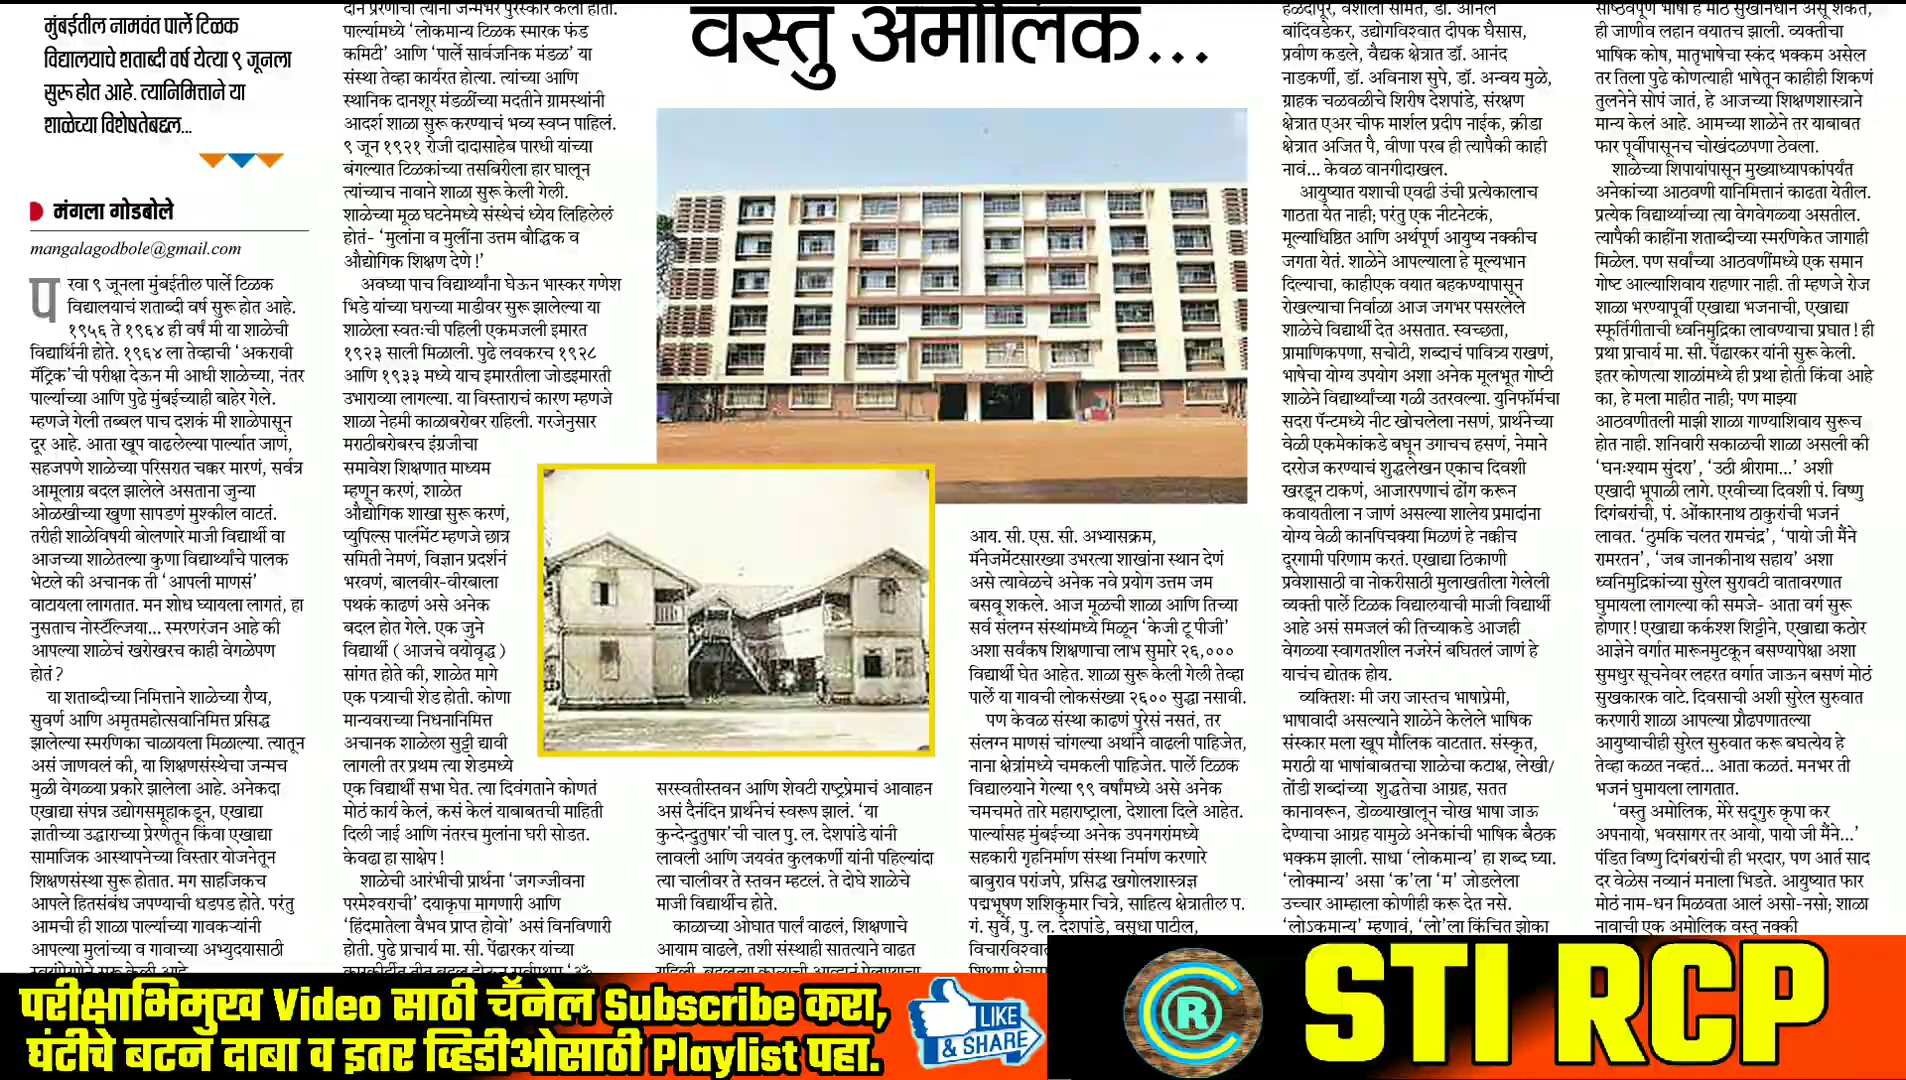 वस्तु अमोलिक...
मुंबईतील नामवंत पार्ले टिळक
विद्यालयाचे शताब्दी वर्ष येत्या ९ जूनला
सुरू होत आहे. त्यानिमित्ताने या
शाळेच्या विशेषतेबद्दल...
मंगला गोडबोले
mangalagodbole@gmail.com
परवा ९ जूनला मुंबईतील पार्ले टिळक
विद्यालयाचं शताब्दी वर्ष सुरू होत आहे.
१९५६ ते १९६४ ही वर्षं मी या शाळेची
विद्यार्थिनी होते. १९६४ ला तेव्हाची ‘अकरावी
मॅट्रिक’ची परीक्षा देऊन मी आधी शाळेच्या, नंतर
पार्ल्याच्या आणि पुढे मुंबईच्याही बाहेर गेले.
म्हणजे गेली तब्बल पाच दशकं मी शाळेपासून
दूर आहे. आता खूप वाढलेल्या पार्ल्यात जाणं,
सहजपणे शाळेच्या परिसरात चक्कर मारणं, सर्वत्र
आमूलाग्र बदल झालेले असताना जुन्या
ओळखीच्या खुणा सापडणं मुश्कील वाटतं.
तरीही शाळेविषयी बोलणारे माजी विद्यार्थी वा
आजच्या शाळेतल्या कुणा विद्यार्थ्यांचे पालक
भेटले की अचानक ती ‘आपली माणसं’
वाटायला लागतात. मन शोध घ्यायला लागतं, हा
नुसताच नोस्टॅल्जिया... स्मरणरंजन आहे की
आपल्या शाळेचं खरोखरच काही वेगळेपण
होतं?
या शताब्दीच्या निमित्ताने शाळेच्या रौप्य,
सुवर्ण आणि अमृतमहोत्सवानिमित्त प्रसिद्ध
झालेल्या स्मरणिका चाळायला मिळाल्या. त्यातून
असं जाणवलं की, या शिक्षणसंस्थेचा जन्मच
मुळी वेगळ्या प्रकारे झालेला आहे. अनेकदा
एखाद्या संपन्न उद्योगसमूहाकडून, एखाद्या
ज्ञातीच्या उद्धाराच्या प्रेरणेतून किंवा एखाद्या
सामाजिक आस्थापनेच्या विस्तार योजनेतून
शिक्षणसंस्था सुरू होतात. मग साहजिकच
आपले हितसंबंध जपण्याची धडपड होते. परंतु
आमची ही शाळा पार्ल्याच्या गावकऱ्यांनी
आपल्या मुलांच्या व गावाच्या अभ्युदयासाठी
पार्ल्यामध्ये ‘लोकमान्य टिळक स्मारक फंड
कमिटी’ आणि ‘पार्ले सार्वजनिक मंडळ’ या
संस्था तेव्हा कार्यरत होत्या. त्यांच्या आणि
स्थानिक दानशूर मंडळींच्या मदतीने ग्रामस्थांनी
आदर्श शाळा सुरू करण्याचं भव्य स्वप्न पाहिलं.
९ जून १९२१ रोजी दादासाहेब पारधी यांच्या
बंगल्यात टिळकांच्या तसबिरीला हार घालून
त्यांच्याच नावाने शाळा सुरू केली गेली.
शाळेच्या मूळ घटनेमध्ये संस्थेचं ध्येय लिहिलेलं
होतं- ‘मुलांना व मुलींना उत्तम बौद्धिक व
औद्योगिक शिक्षण देणे!’
अवघ्या पाच विद्यार्थ्यांना घेऊन भास्कर गणेश
भिडे यांच्या घराच्या माडीवर सुरू झालेल्या या
शाळेला स्वतःची पहिली एकमजली इमारत
१९२३ साली मिळाली. पुढे लवकरच १९२८
आणि १९३३ मध्ये याच इमारतीला जोडइमारती
उभाराव्या लागल्या. या विस्ताराचं कारण म्हणजे
शाळा नेहमी काळाबरोबर राहिली. गरजेनुसार
मराठीबरोबरच इंग्रजीचा
समावेश शिक्षणात माध्यम
म्हणून करणं, शाळेत
औद्योगिक शाखा सुरू करणं,
प्युपिल्स पार्लमेंट म्हणजे छात्र
समिती नेमणं, विज्ञान प्रदर्शनं
भरवणं, बालवीर-वीरबाला
पथकं काढणं असे अनेक
बदल होत गेले. एक जुने
विद्यार्थी (आजचे वयोवृद्ध)
सांगत होते की, शाळेत मागे
एक पत्र्याची शेड होती. कोणा
मान्यवराच्या निधनानिमित्त
अचानक शाळेला सुट्टी द्यावी
लागली तर प्रथम त्या शेडमध्ये
एक विद्यार्थी सभा घेत. त्या दिवंगताने कोणतं
मोठं कार्य केलं, कसं केलं याबाबतची माहिती
दिली जाई आणि नंतरच मुलांना घरी सोडत.
केवढा हा साक्षेप!
शाळेची आरंभीची प्रार्थना ‘जगज्जीवना
परमेश्वराची’ दयाकृपा मागणारी आणि
‘हिंदमातेला वैभव प्राप्त होवो’ असं विनविणारी
होती. पुढे प्राचार्य मा. सी. पेंढारकर यांच्या
सरस्वतीस्तवन आणि शेवटी राष्ट्रप्रेमाचं आवाहन
असं दैनंदिन प्रार्थनेचं स्वरूप झालं. ‘या
कुन्देन्दुतुषार’ची चाल पु. ल. देशपांडे यांनी
लावली आणि जयवंत कुलकर्णी यांनी पहिल्यांदा
त्या चालीवर ते स्तवन म्हटलं. ते दोघे शाळेचे
माजी विद्यार्थीच होते.
काळाच्या ओघात पार्लं वाढलं, शिक्षणाचे
आयाम वाढले, तशी संस्थाही सातत्याने वाढत
आय. सी. एस. सी. अभ्यासक्रम,
मॅनेजमेंटसारख्या उभरत्या शाखांना स्थान देणं
असे त्यावेळचे अनेक नवे प्रयोग उत्तम जम
बसवू शकले. आज मूळची शाळा आणि तिच्या
सर्व संलग्न संस्थांमध्ये मिळून ‘केजी टू पीजी’
अशा सर्वंकष शिक्षणाचा लाभ सुमारे २६,०००
विद्यार्थी घेत आहेत. शाळा सुरू केली गेली तेव्हा
पार्ले या गावची लोकसंख्या २६०० सुद्धा नसावी.
पण केवळ संस्था काढणं पुरेसं नसतं, तर
संलग्न माणसं चांगल्या अर्थाने वाढली पाहिजेत,
नाना क्षेत्रांमध्ये चमकली पाहिजेत. पार्ले टिळक
विद्यालयाने गेल्या ९९ वर्षांमध्ये असे अनेक
चमचमते तारे महाराष्ट्राला, देशाला दिले आहेत.
पार्ल्यासह मुंबईच्या अनेक उपनगरांमध्ये
सहकारी गृहनिर्माण संस्था निर्माण करणारे
बाबुराव परांजपे, प्रसिद्ध खगोलशास्त्रज्ञ
पद्मभूषण शशिकुमार चित्रे, साहित्य क्षेत्रातील प.
गं. सुर्वे, पु. ल. देशपांडे, वसुधा पाटील,
बांदिवडेकर, उद्योगविश्वात दीपक घैसास,
प्रवीण कडले, वैद्यक क्षेत्रात डॉ. आनंद
नाडकर्णी, डॉ. अविनाश सुपे, डॉ. अन्वय मुळे,
ग्राहक चळवळीचे शिरीष देशपांडे, संरक्षण
क्षेत्रात एअर चीफ मार्शल प्रदीप नाईक, क्रीडा
क्षेत्रात अजित पै, वीणा परब ही त्यापैकी काही
नावं... केवळ वानगीदाखल.
आयुष्यात यशाची एवढी उंची प्रत्येकालाच
गाठता येत नाही; परंतु एक नीटनेटकं,
मूल्याधिष्ठित आणि अर्थपूर्ण आयुष्य नक्कीच
जगता येतं. शाळेने आपल्याला हे मूल्यभान
दिल्याचा, काहीएक वयात बहकण्यापासून
रोखल्याचा निर्वाळा आज जगभर पसरलेले
शाळेचे विद्यार्थी देत असतात. स्वच्छता,
प्रामाणिकपणा, सचोटी, शब्दाचं पावित्र्य राखणं,
भाषेचा योग्य उपयोग अशा अनेक मूलभूत गोष्टी
शाळेने विद्यार्थ्यांच्या गळी उतरवल्या. युनिफॉर्मचा
सदरा पॅन्टमध्ये नीट खोचलेला नसणं, प्रार्थनेच्या
वेळी एकमेकांकडे बघून उगाचच हसणं, नेमाने
दररोज करण्याचं शुद्धलेखन एकाच दिवशी
खरडून टाकणं, आजारपणाचं ढोंग करून
कवायतीला न जाणं असल्या शालेय प्रमादांना
योग्य वेळी कानपिचक्या मिळणं हे नक्कीच
दूरगामी परिणाम करतं. एखाद्या ठिकाणी
प्रवेशासाठी वा नोकरीसाठी मुलाखतीला गेलेली
व्यक्ती पार्ले टिळक विद्यालयाची माजी विद्यार्थी
आहे असं समजलं की तिच्याकडे आजही
वेगळ्या स्वागतशील नजरेनं बघितलं जाणं हे
याचंच द्योतक होय.
व्यक्तिशः मी जरा जास्तच भाषाप्रेमी,
भाषावादी असल्याने शाळेने केलेले भाषिक
संस्कार मला खूप मौलिक वाटतात. संस्कृत,
मराठी या भाषांबाबतचा शाळेचा कटाक्ष, लेखी/
तोंडी शब्दांच्या शुद्धतेचा आग्रह, सतत
कानावरून, डोळ्याखालून चोख भाषा जाऊ
देण्याचा आग्रह यामुळे अनेकांची भाषिक बैठक
भक्कम झाली. साधा ‘लोकमान्य’ हा शब्द घ्या.
‘लोक्मान्य’ असा ‘क’ला ‘म’ जोडलेला
उच्चार आम्हाला कोणीही करू देत नसे.
‘लोऽकमान्य’ म्हणावं, ‘लो’ला किंचित झोका
ही जाणीव लहान वयातच झाली. व्यक्तीचा
भाषिक कोष, मातृभाषेचा स्कंद भक्कम असेल
तर तिला पुढे कोणत्याही भाषेतून काहीही शिकणं
तुलनेने सोपं जातं, हे आजच्या शिक्षणशास्त्राने
मान्य केलं आहे. आमच्या शाळेने तर याबाबत
फार पूर्वीपासूनच चोखंदळपणा ठेवला.
शाळेच्या शिपायांपासून मुख्याध्यापकांपर्यंत
अनेकांच्या आठवणी यानिमित्तानं काढता येतील.
प्रत्येक विद्यार्थ्याच्या त्या वेगवेगळ्या असतील.
त्यापैकी काहींना शताब्दीच्या स्मरणिकेत जागाही
मिळेल. पण सर्वांच्या आठवणींमध्ये एक समान
गोष्ट आल्याशिवाय राहणार नाही. ती म्हणजे रोज
शाळा भरण्यापूर्वी एखाद्या भजनाची, एखाद्या
स्फूर्तिगीताची ध्वनिमुद्रिका लावण्याचा प्रघात! ही
प्रथा प्राचार्य मा. सी. पेंढारकर यांनी सुरू केली.
इतर कोणत्या शाळांमध्ये ही प्रथा होती किंवा आहे
का, हे मला माहीत नाही; पण माझ्या
आठवणीतली माझी शाळा गाण्याशिवाय सुरूच
होत नाही. शनिवारी सकाळची शाळा असली की
‘घनःश्याम सुंदरा’, ‘उठी श्रीरामा...’ अशी
एखादी भूपाळी लागे. एरवीच्या दिवशी पं. विष्णु
दिगंबरांची, पं. ओंकारनाथ ठाकुरांची भजनं
लावत. ‘ठुमकि चलत रामचंद्र’, ‘पायो जी मैंने
रामरतन’, ‘जब जानकीनाथ सहाय’ अशा
ध्वनिमुद्रिकांच्या सुरेल सुरावटी वातावरणात
घुमायला लागल्या की समजे- आता वर्ग सुरू
होणार! एखाद्या कर्कश्श शिट्टीने, एखाद्या कठोर
आज्ञेने वर्गात मारूनमुटकून बसण्यापेक्षा अशा
सुमधुर सूचनेवर लहरत वर्गात जाऊन बसणं मोठं
सुखकारक वाटे. दिवसाची अशी सुरेल सुरुवात
करणारी शाळा आपल्या प्रौढपणातल्या
आयुष्याचीही सुरेल सुरुवात करू बघत्येय हे
तेव्हा कळत नव्हतं... आता कळतं. मनभर ती
भजनं घुमायला लागतात.
‘वस्तु अमोलिक, मेरे सद्‌गुरु कृपा कर
अपनायो, भवसागर तर आयो, पायो जी मैंने...’
पंडित विष्णु दिगंबरांची ही भरदार, पण आर्त साद
दर वेळेस नव्यानं मनाला भिडते. आयुष्यात फार
मोठं नाम-धन मिळवता आलं असो-नसो; शाळा
नावाची एक अमोलिक वस्तू नक्की
परीक्षाभिमुख Video साठी चॅनेल Subscribe करा,
घंटीचे बटन दाबा व इतर व्हिडीओसाठी Playlist पहा.
LIKE
& SHARE
R
STI RCP